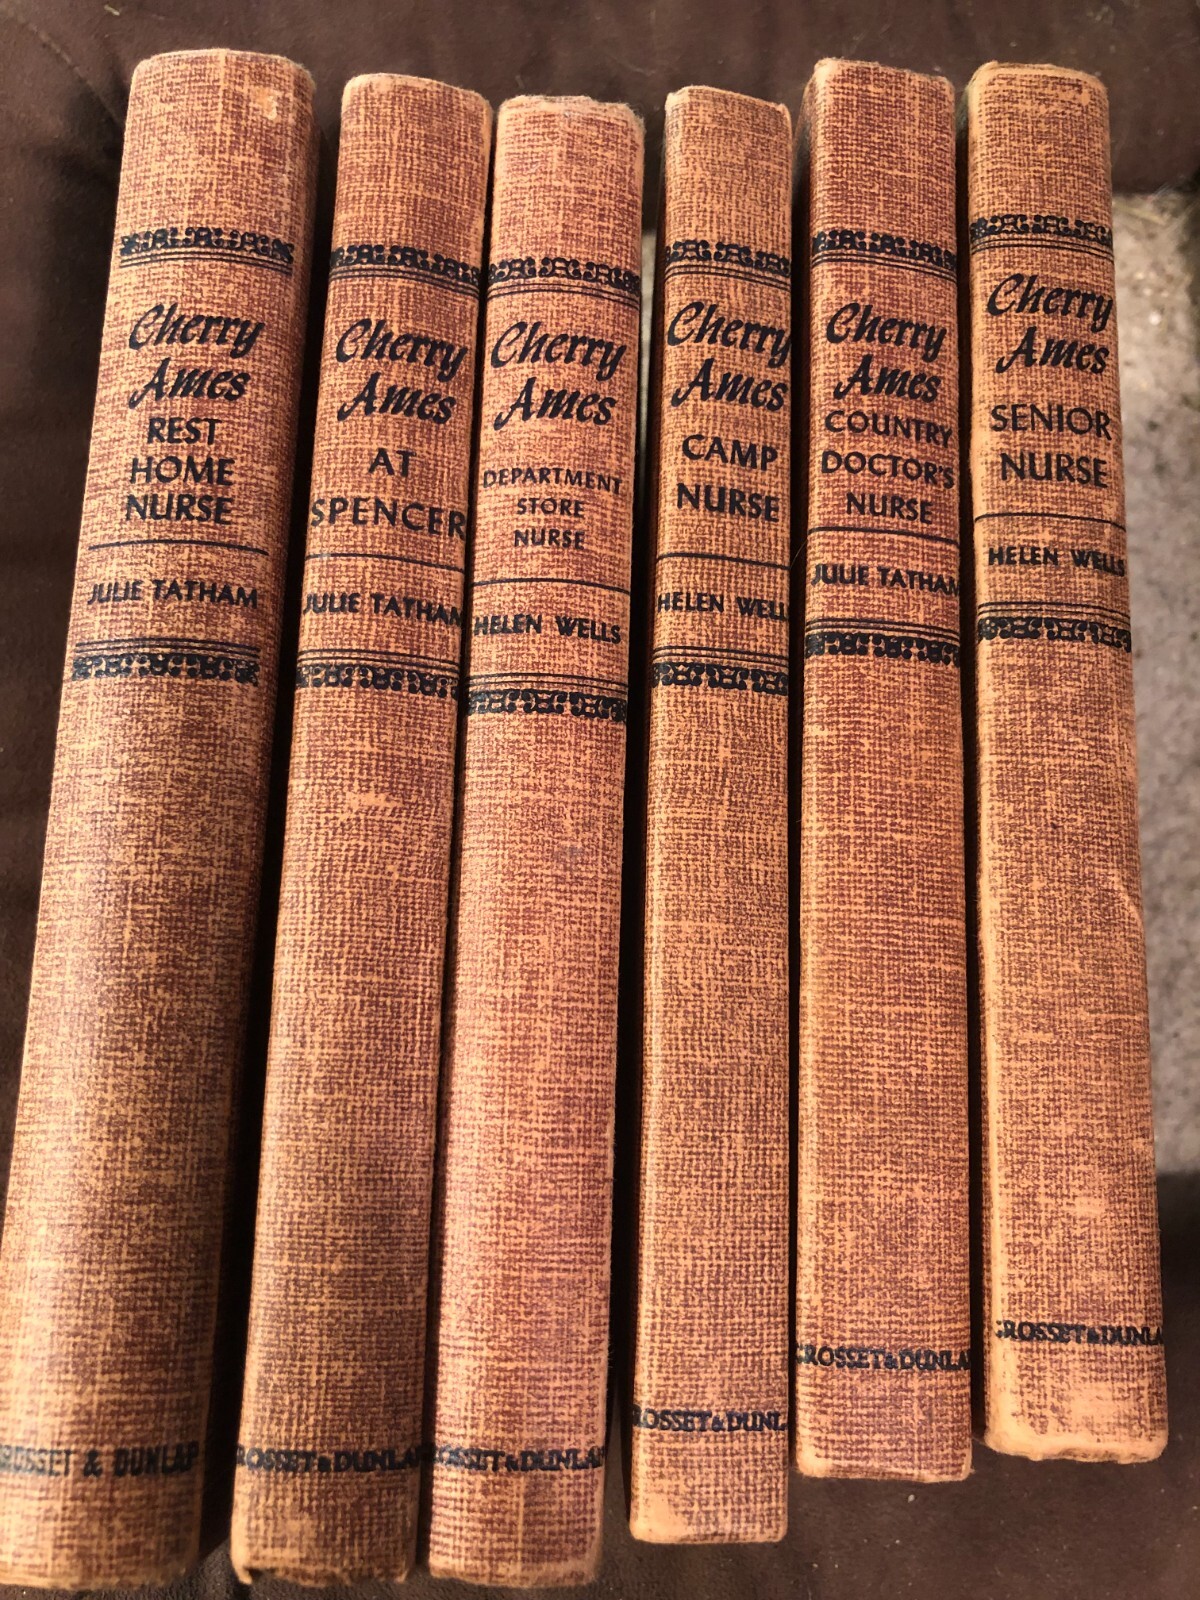 Cherry
Ames
REST
HOME
NURSE
JULIE TATHAM
GROSSET & DUNLAP
Cherry
Ames
AT
SPENCER
JULIE TATHAM
GROSSET & DUNLAP
Cherry
Ames
DEPARTMENT
STORE
NURSE
HELEN WELLS
GROSSET & DUNLAP
Cherry
Ames
CAMP
NURSE
HELEN WELLS
GROSSET & DUNLAP
Cherry
Ames
COUNTRY
DOCTOR'S
NURSE
JULIE TATHAM
GROSSET & DUNLAP
Cherry
Ames
SENIOR
NURSE
HELEN WELLS
GROSSET & DUNLAP